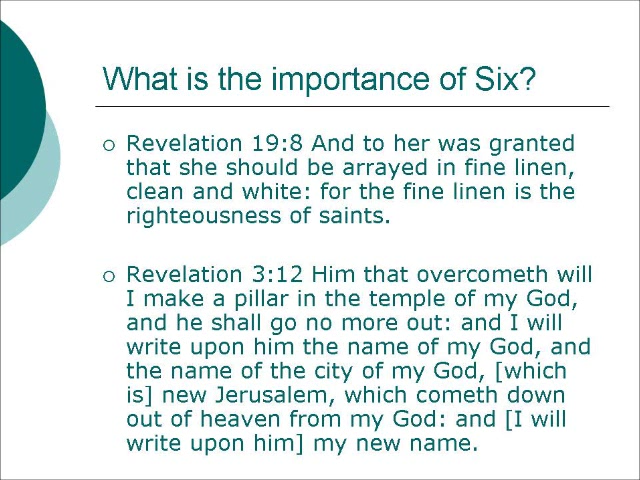 What is the importance of Six?
Revelation 19:8 And to her was granted
that she should be arrayed in fine linen,
clean and white: for the fine linen is the
righteousness of saints.
Revelation 3:12 Him that overcometh will
I make a pillar in the temple of my God,
and he shall go no more out: and I will
write upon him the name of my God, and
the name of the city of my God, [which
is] new Jerusalem, which cometh down
out of heaven from my God: and [I will
write upon him] my new name.